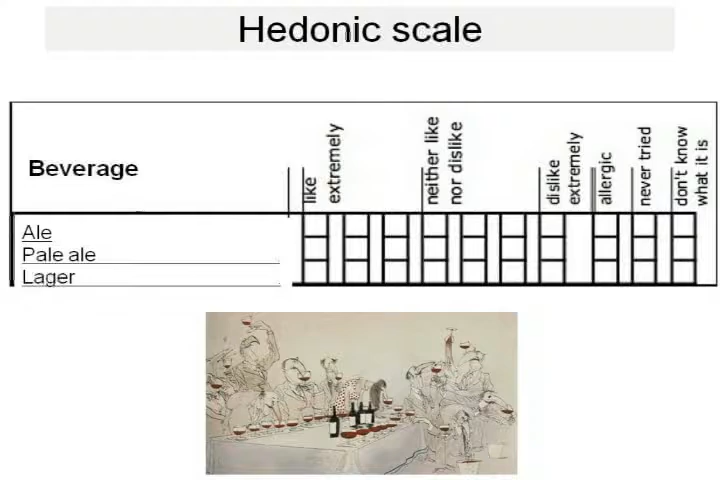 Hedonic scale
Beverage
like
extremely
neither like
nor dislike
dislike
extremely
allergic
never tried
don't know
what it is
Ale
Pale ale
Lager